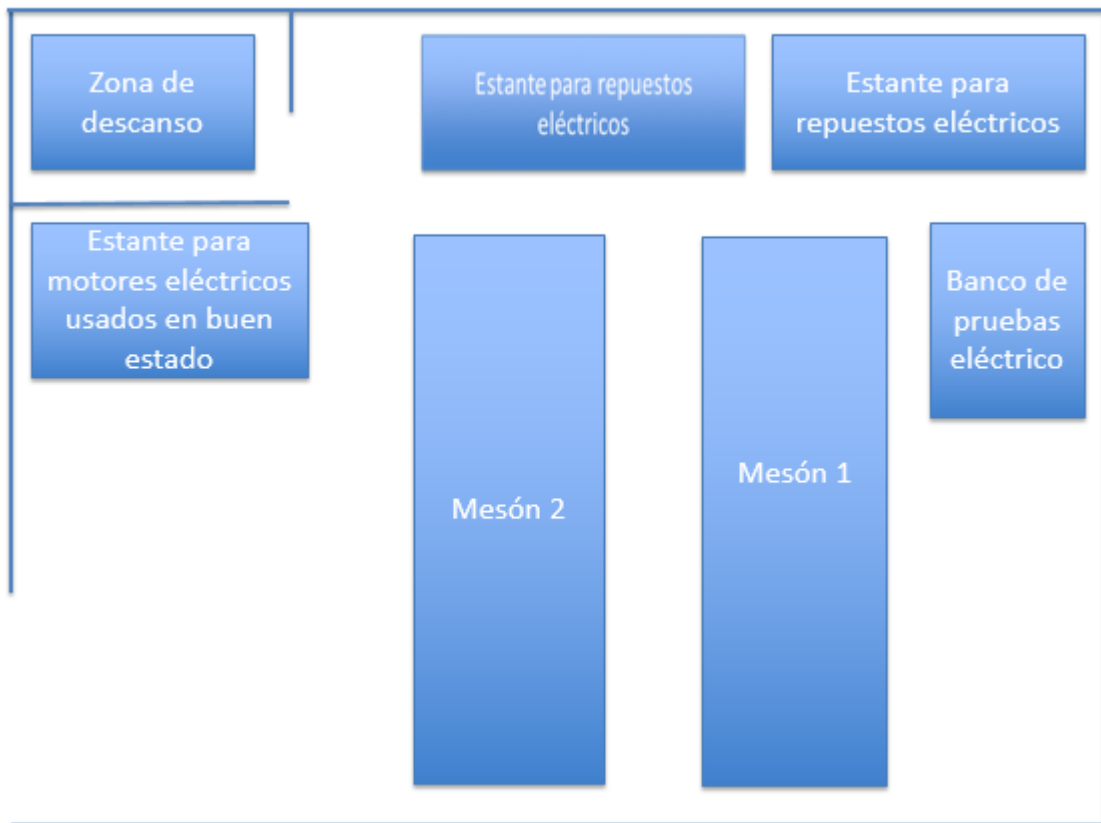 Zona de
descanso
Estante para repuestos
eléctricos
Estante para
repuestos eléctricos
Estante para
motores eléctricos
usados en buen
estado
Mesón 2
Mesón 1
Banco de
pruebas
eléctrico